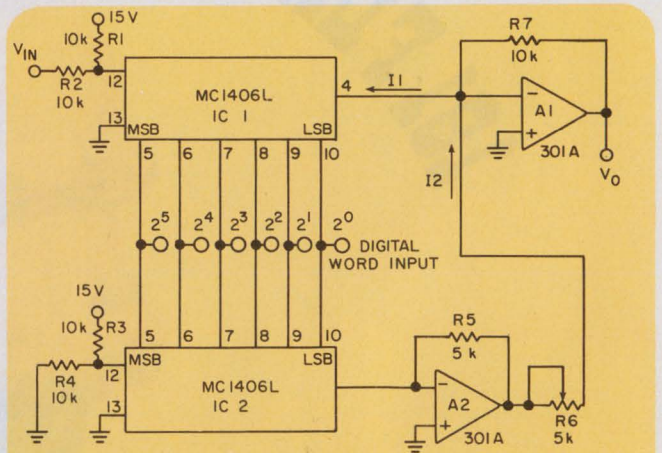 15V
10k R1
VIN
R2
10k
12
13
MC1406L
IC 1
4
MSB LSB
5 6 7 8 9 10
I1
R7
10k
A1
301A
VO
I2
2^5 2^4 2^3 2^2 2^1 2^0 DIGITAL
WORD INPUT
15V
10k R3
R4
10k
12
13
5 6 7 8 9 10
MSB LSB
MC1406L
IC 2
R5
5 k
A2
301A
R6
5k